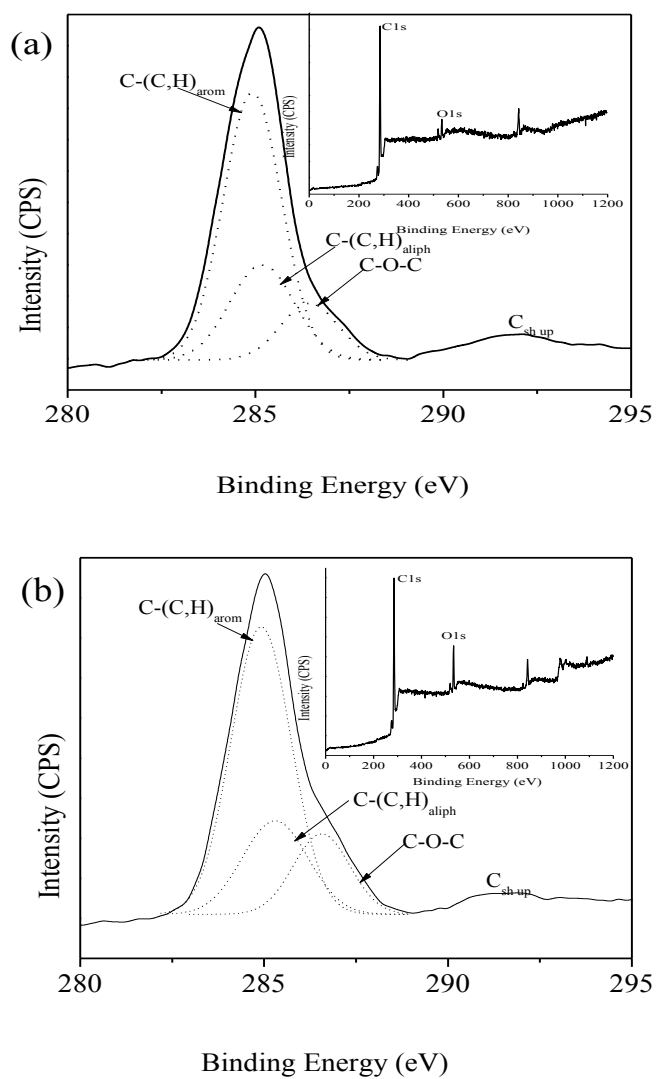 (a)
C1s
C-(C,H)arom
Intensity (CPS)
O1s
0 200 400 600 800 1000 1200
Binding Energy (eV)
C-(C,H)aliph
C-O-C
Intensity (CPS)
Csh up
280 285 290 295
Binding Energy (eV)
(b)
C1s
C-(C,H)arom
O1s
Intensity (CPS)
0 200 400 600 800 1000 1200
Binding Energy (eV)
C-(C,H)aliph
C-O-C
Intensity (CPS)
Csh up
280 285 290 295
Binding Energy (eV)